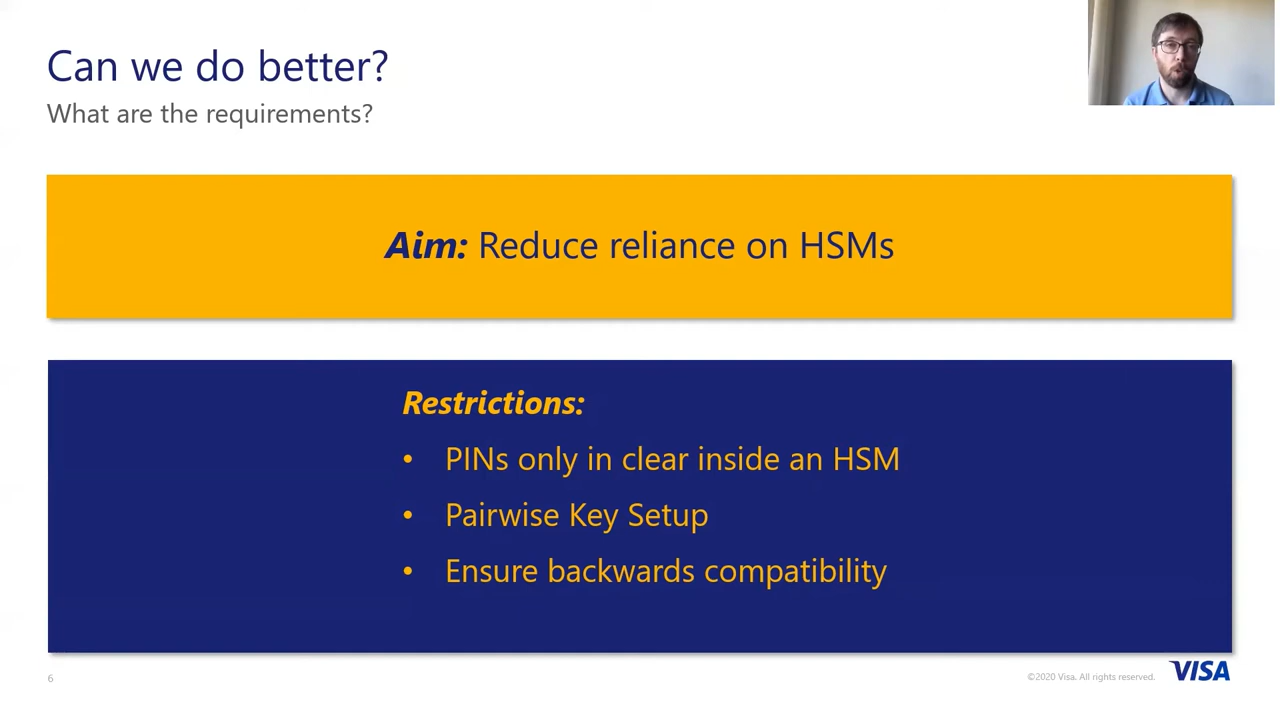 Can we do better?
What are the requirements?
Aim: Reduce reliance on HSMs
Restrictions:
• PINs only in clear inside an HSM
• Pairwise Key Setup
• Ensure backwards compatibility
6
©2020 Visa. All rights reserved.
VISA